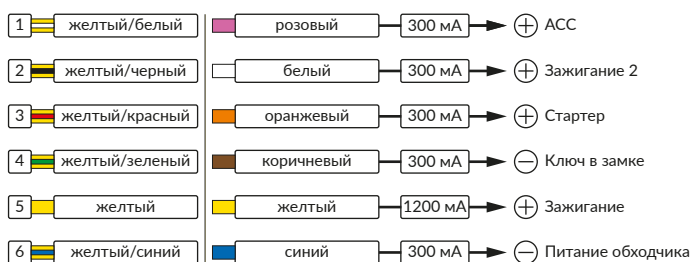 1 желтый/белый розовый 300 мА + ACC
2 желтый/черный белый 300 мА + Зажигание 2
3 желтый/красный оранжевый 300 мА + Стартер
4 желтый/зеленый коричневый 300 мА − Ключ в замке
5 желтый желтый 1200 мА + Зажигание
6 желтый/синий синий 300 мА − Питание обходчика